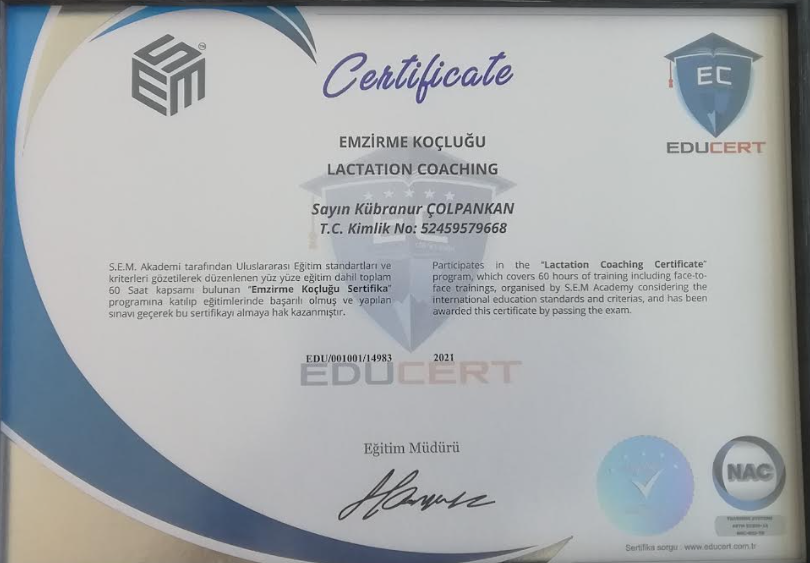 SEM
Certificate
EC
EDUCERT
EMZİRME KOÇLUĞU
LACTATION COACHING
Sayın Kübranur ÇOLPANKAN
T.C. Kimlik No: 52459579668
S.E.M. Akademi tarafından Uluslararası Eğitim standartları ve
kriterleri gözetilerek düzenlenen yüz yüze eğitim dahil toplam
60 Saat kapsamı bulunan "Emzirme Koçluğu Sertifika"
programına katılıp eğitimlerinde başarılı olmuş ve yapılan
sınavı geçerek bu sertifikayı almaya hak kazanmıştır.
Participates in the "Lactation Coaching Certificate"
program, which covers 60 hours of training including face-to-
face trainings, organised by S.E.M Academy considering the
international education standards and criterias, and has been
awarded this certificate by passing the exam.
EDU/001001/14983 2021
EC
EDUCERT
Eğitim Müdürü
NAC
Sertifika sorgu : www.educert.com.tr